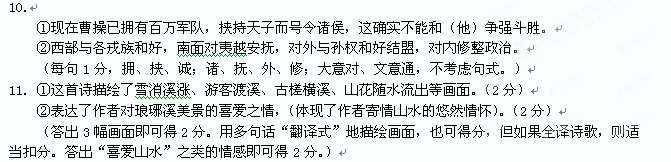 10.
①现在曹操已拥有百万军队，扶持天子而号令诸侯，这确实不能和（他）争强斗胜。
②西部与各戎族和好，南面对夷越安抚，对外与孙权和好结盟，对内修整政治。
（每句1分，拥、扶、诚；诸、抚、外、修；大意对、文意通，不考虑句式。）
11. ①这首诗描绘了雪消溪涨、游客渡溪、古槎横溪、山花随水流出等画面。（2分）
②表达了作者对琅琊溪美景的喜爱之情，（体现了作者寄情山水的悠然情怀）。（2分）
（答出3幅画面即可得2分。用多句话“翻译式”地描绘画面，也可得分，但如果全译诗歌，则适
当扣分。答出“喜爱山水”之类的情感即可得2分。）